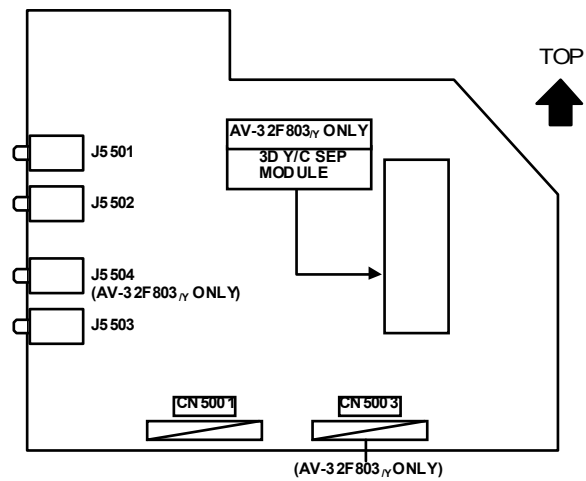 TOP
AV-32F803/Y ONLY
3D Y/C SEP
MODULE
J5501
J5502
J5504
(AV-32F803/Y ONLY)
J5503
CN5001
CN5003
(AV-32F803/Y ONLY)